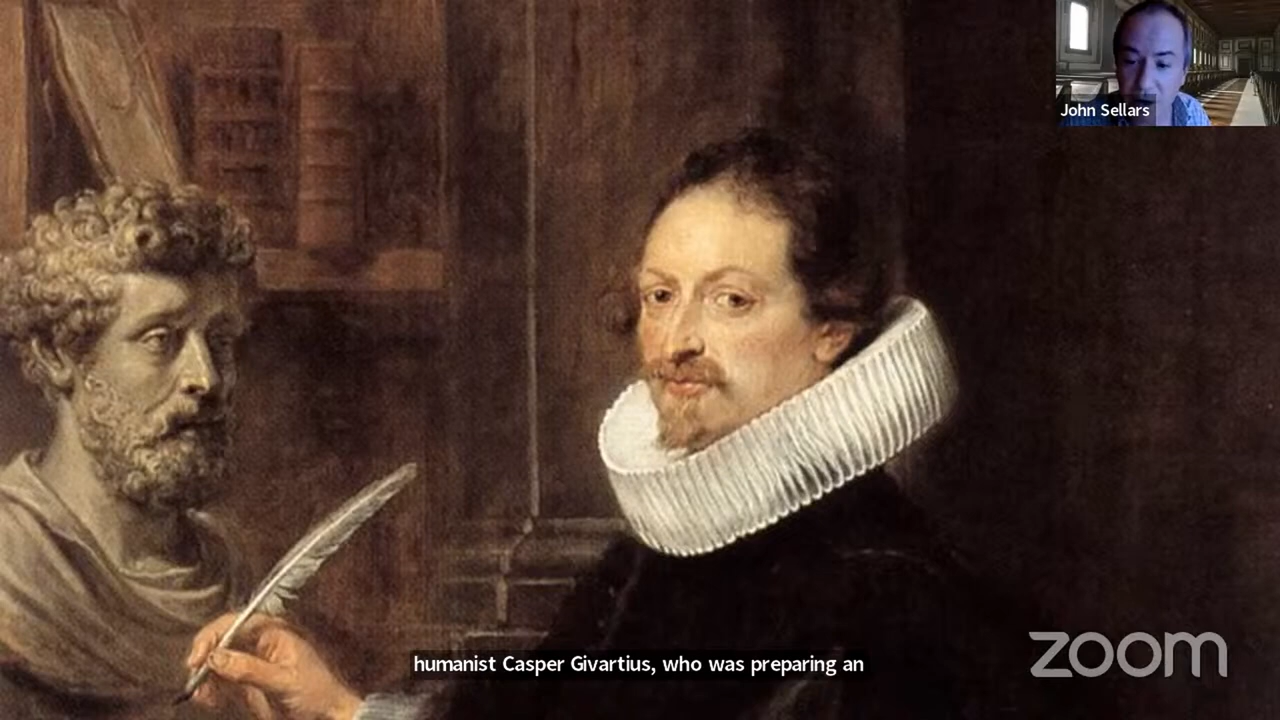 John Sellars
humanist Casper Givartius, who was preparing an
zoom